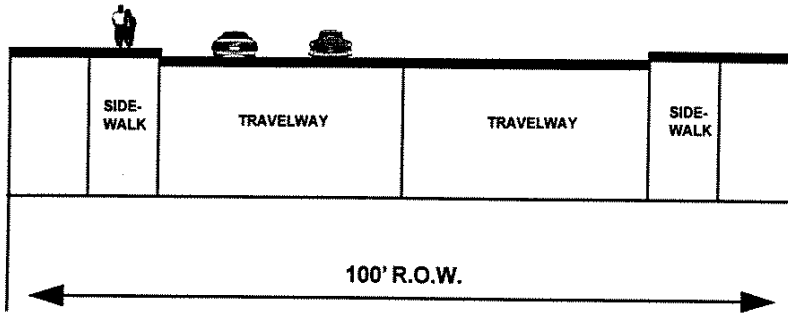 SIDE-
WALK
TRAVELWAY
TRAVELWAY
SIDE-
WALK
100' R.O.W.